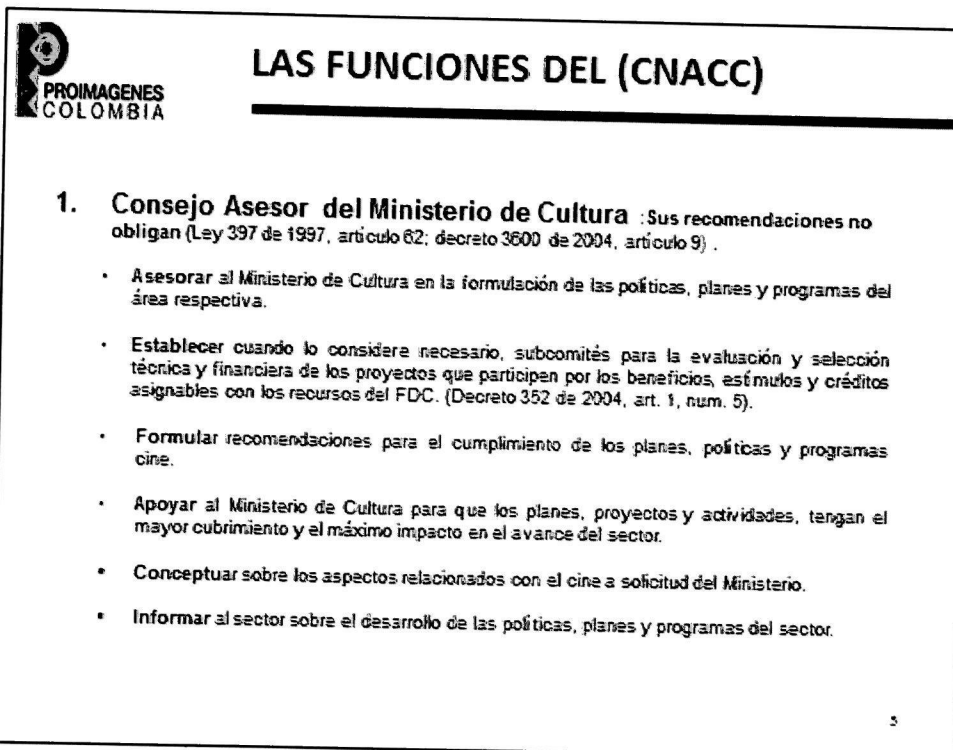 PROIMAGENES
COLOMBIA
LAS FUNCIONES DEL (CNACC)
1. Consejo Asesor del Ministerio de Cultura :Sus recomendaciones no
obligan (Ley 397 de 1997, artículo 62; decreto 3600 de 2004, artículo 9) .
• Asesorar al Ministerio de Cultura en la formulación de las políticas, planes y programas del
área respectiva.
• Establecer cuando lo considere necesario, subcomités para la evaluación y selección
técnica y financiera de los proyectos que participen por los beneficios, estímulos y créditos
asignables con los recursos del FDC. (Decreto 352 de 2004, art. 1, num. 5).
• Formular recomendaciones para el cumplimiento de los planes, políticas y programas
cine.
• Apoyar al Ministerio de Cultura para que los planes, proyectos y actividades, tengan el
mayor cubrimiento y el máximo impacto en el avance del sector.
• Conceptuar sobre los aspectos relacionados con el cine a solicitud del Ministerio.
• Informar al sector sobre el desarrollo de las políticas, planes y programas del sector.